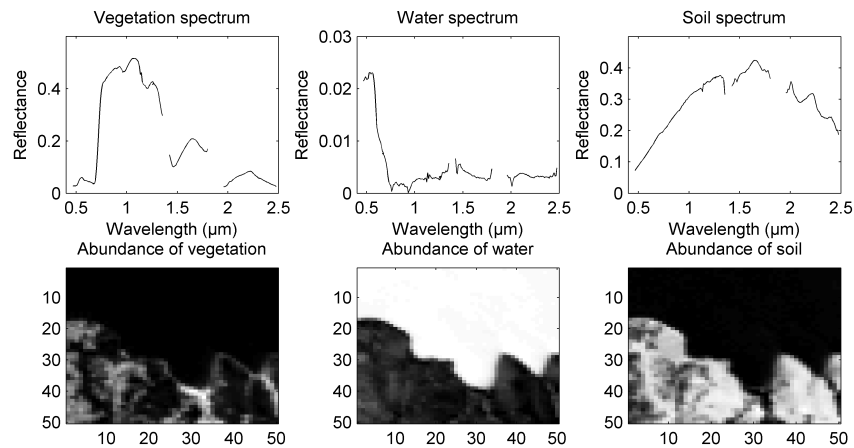 Vegetation spectrum
Water spectrum
Soil spectrum
Reflectance
0.4
0.2
0
0.5 1 1.5 2 2.5
Wavelength (µm)
Reflectance
0.03
0.02
0.01
0
0.5 1 1.5 2 2.5
Wavelength (µm)
Reflectance
0.4
0.3
0.2
0.1
0
0.5 1 1.5 2 2.5
Wavelength (µm)
Abundance of vegetation
10
20
30
40
50
10 20 30 40 50
Abundance of water
10
20
30
40
50
10 20 30 40 50
Abundance of soil
10
20
30
40
50
10 20 30 40 50